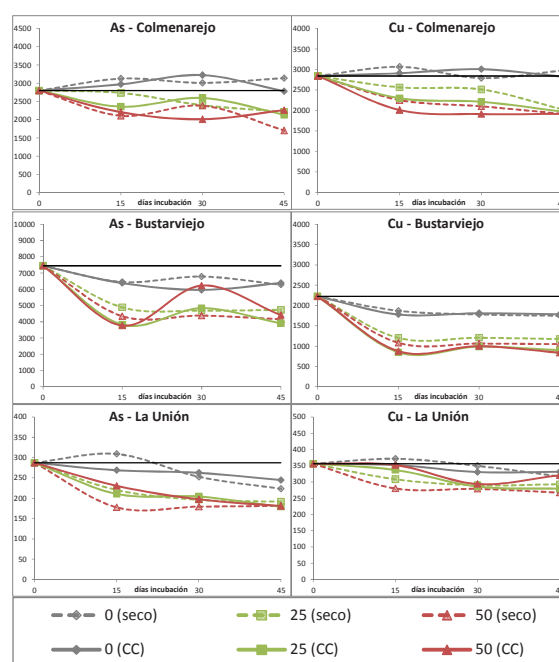 As - Colmenarejo
4500
4000
3500
3000
2500
2000
1500
1000
500
0
0 15 30 45
días incubación
Cu - Colmenarejo
4000
3500
3000
2500
2000
1500
1000
500
0
0 15 30 45
días incubación
As - Bustarviejo
10000
9000
8000
7000
6000
5000
4000
3000
2000
1000
0
0 15 30 45
días incubación
Cu - Bustarviejo
4000
3500
3000
2500
2000
1500
1000
500
0
0 15 30 45
días incubación
As - La Unión
400
350
300
250
200
150
100
50
0
0 15 30 45
días incubación
Cu - La Unión
500
450
400
350
300
250
200
150
100
50
0
0 15 30 45
días incubación
0 (seco) 25 (seco) 50 (seco)
0 (CC) 25 (CC) 50 (CC)